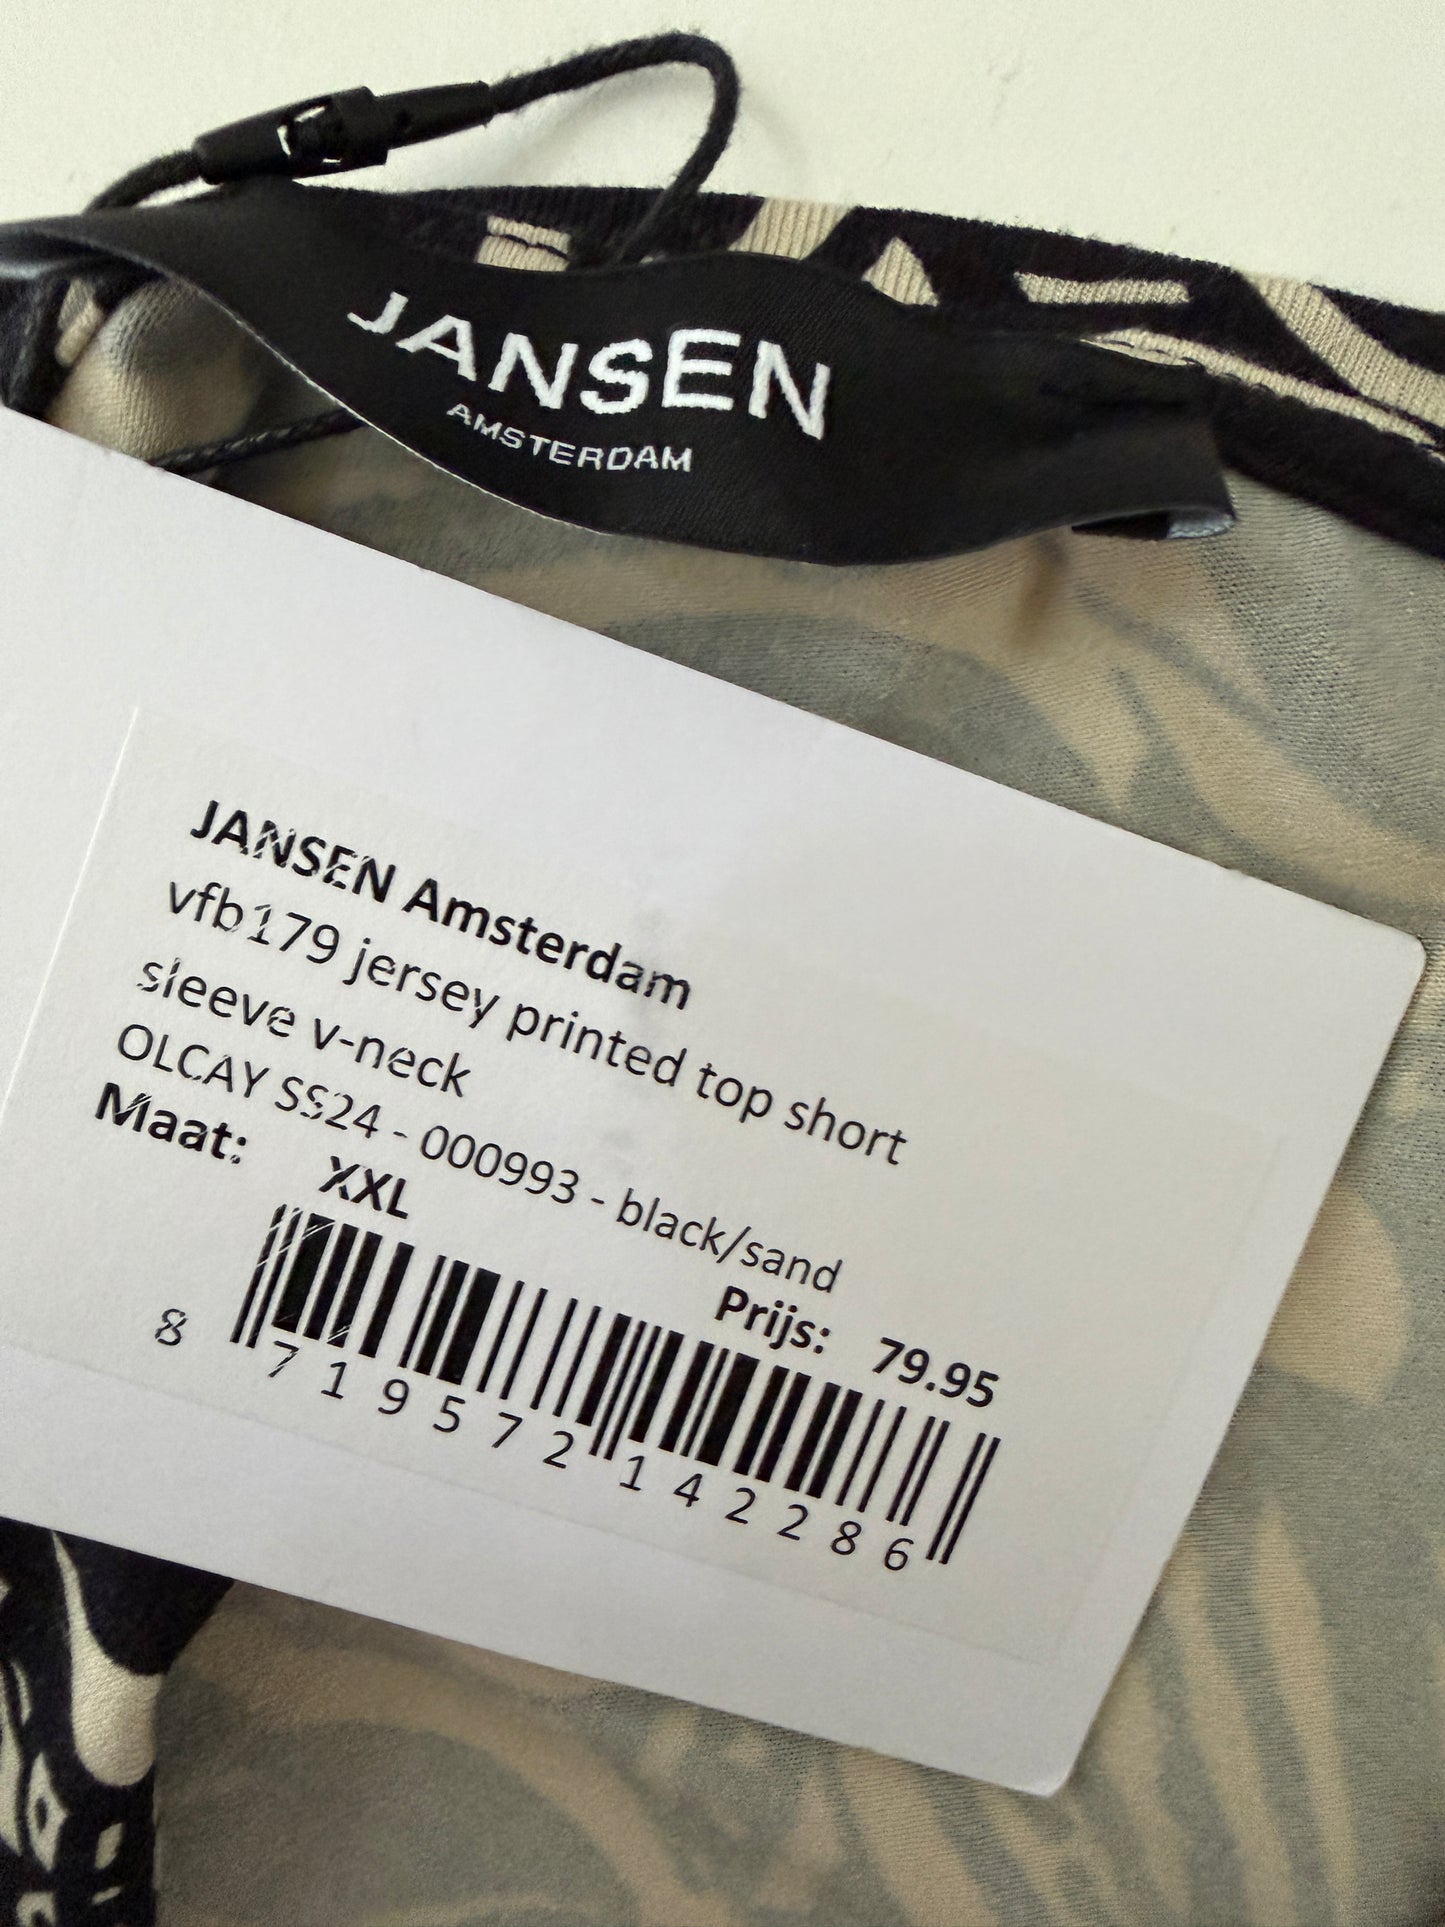 JANSEN
AMSTERDAM
JANSEN Amsterdam
vfb179 jersey printed top short
sleeve v-neck
OLCAY SS24 - 000993 - black/sand
Maat: XXL
Prijs: 79.95
8 719572 142286